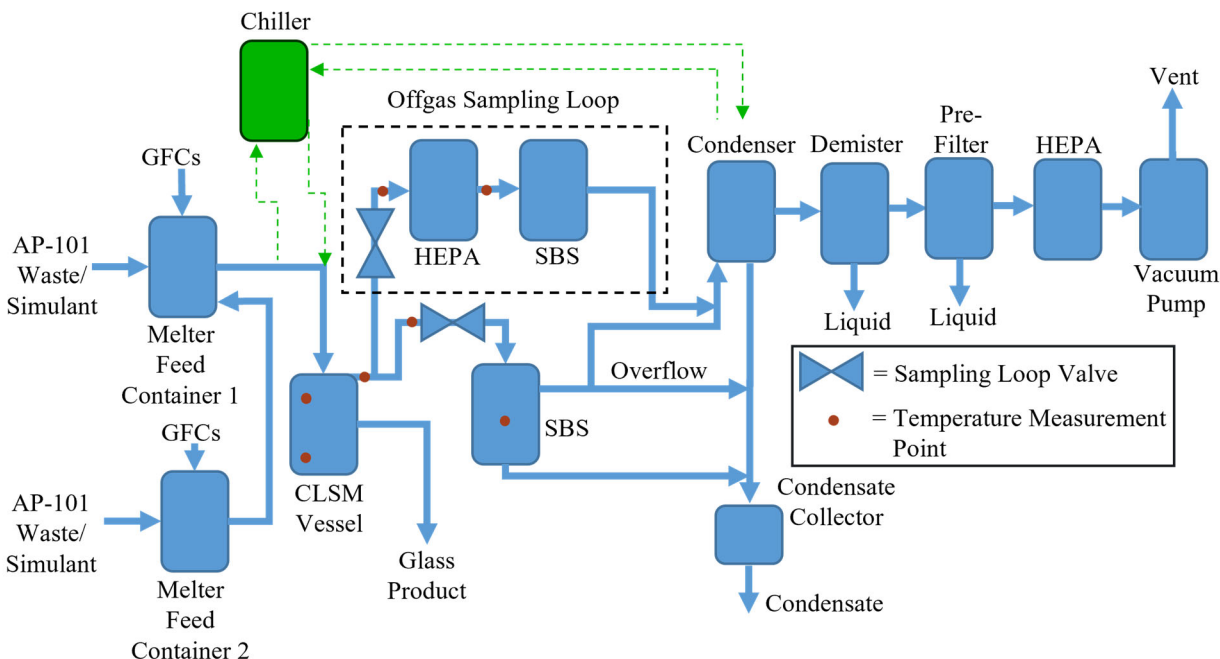 Chiller
Offgas Sampling Loop
GFCs
HEPA
SBS
Condenser
Demister
Pre-
Filter
HEPA
Vent
Vacuum
Pump
AP-101
Waste/
Simulant
Melter
Feed
Container 1
Liquid
Liquid
Overflow
SBS
= Sampling Loop Valve
= Temperature Measurement
Point
GFCs
AP-101
Waste/
Simulant
Melter
Feed
Container 2
CLSM
Vessel
Glass
Product
Condensate
Collector
Condensate